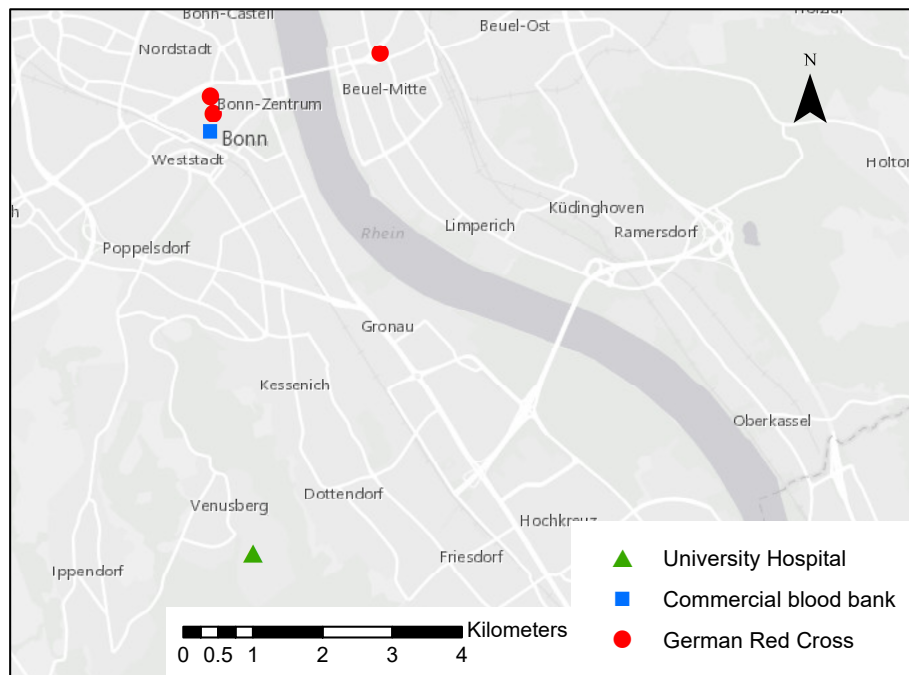 Bonn-Castell
Nordstadt
Beuel-Ost
Beuel-Mitte
N
Bonn-Zentrum
Bonn
Weststadt
Holton
Küdinghoven
Limperich
Ramersdorf
Rhein
Poppelsdorf
Gronau
Kessenich
Oberkassel
Dottendorf
Venusberg
Hochkreuz
Friesdorf
Ippendorf
University Hospital
Commercial blood bank
German Red Cross
Kilometers
0 0.5 1 2 3 4